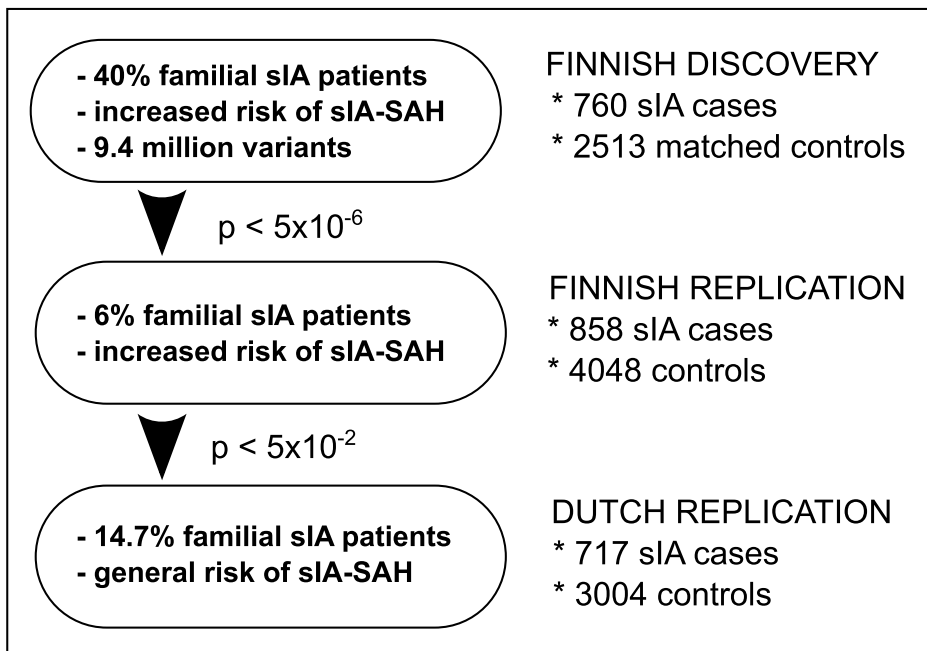 - 40% familial sIA patients
- increased risk of sIA-SAH
- 9.4 million variants
FINNISH DISCOVERY
* 760 sIA cases
* 2513 matched controls
p < 5x10⁻⁶
- 6% familial sIA patients
- increased risk of sIA-SAH
FINNISH REPLICATION
* 858 sIA cases
* 4048 controls
p < 5x10⁻²
- 14.7% familial sIA patients
- general risk of sIA-SAH
DUTCH REPLICATION
* 717 sIA cases
* 3004 controls